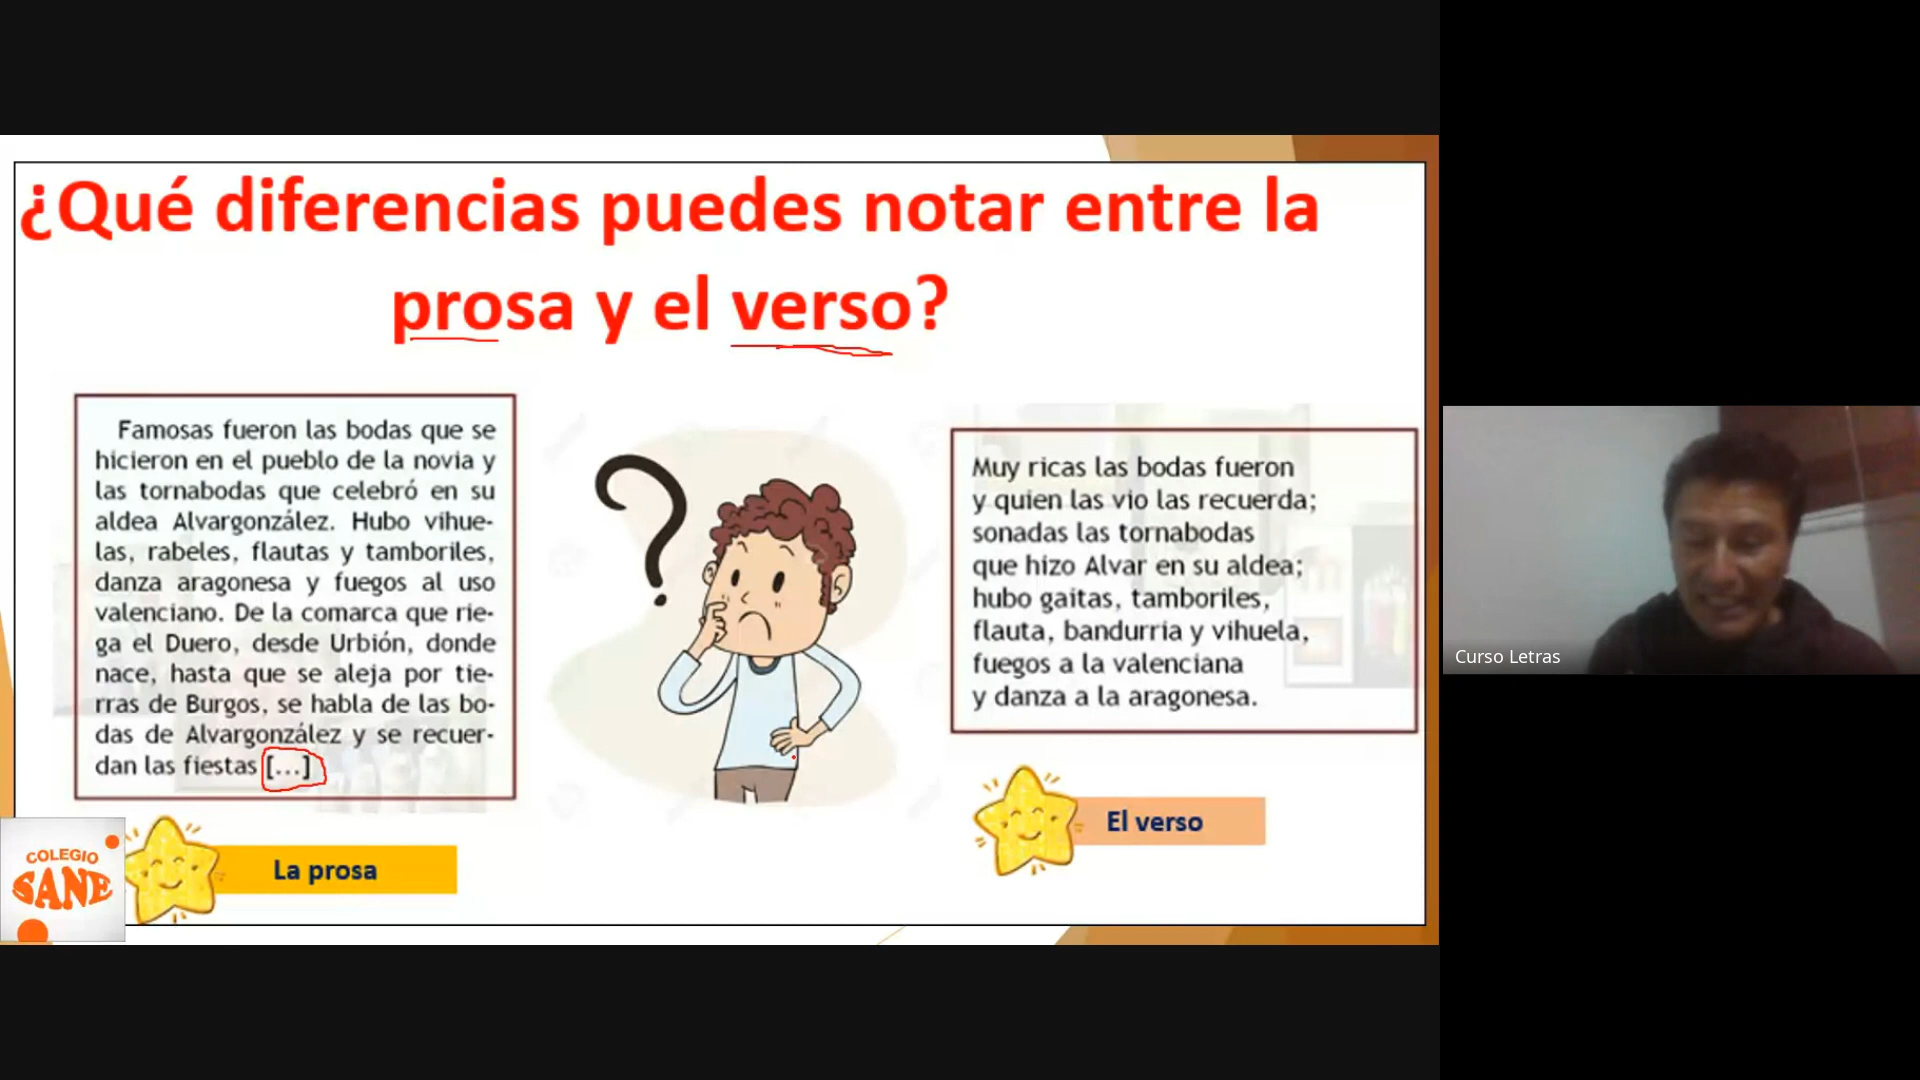 ¿Qué diferencias puedes notar entre la
prosa y el verso?
Famosas fueron las bodas que se
hicieron en el pueblo de la novia y
las tornabodas que celebró en su
aldea Alvargonzález. Hubo vihue-
las, rabeles, flautas y tamboriles,
danza aragonesa y fuegos al uso
valenciano. De la comarca que rie-
ga el Duero, desde Urbión, donde
nace, hasta que se aleja por tie-
rras de Burgos, se habla de las bo-
das de Alvargonzález y se recuer-
dan las fiestas [...]
La prosa
Muy ricas las bodas fueron
y quien las vio las recuerda;
sonadas las tornabodas
que hizo Alvar en su aldea;
hubo gaitas, tamboriles,
flauta, bandurria y vihuela,
fuegos a la valenciana
y danza a la aragonesa.
El verso
COLEGIO
SANE
Curso Letras